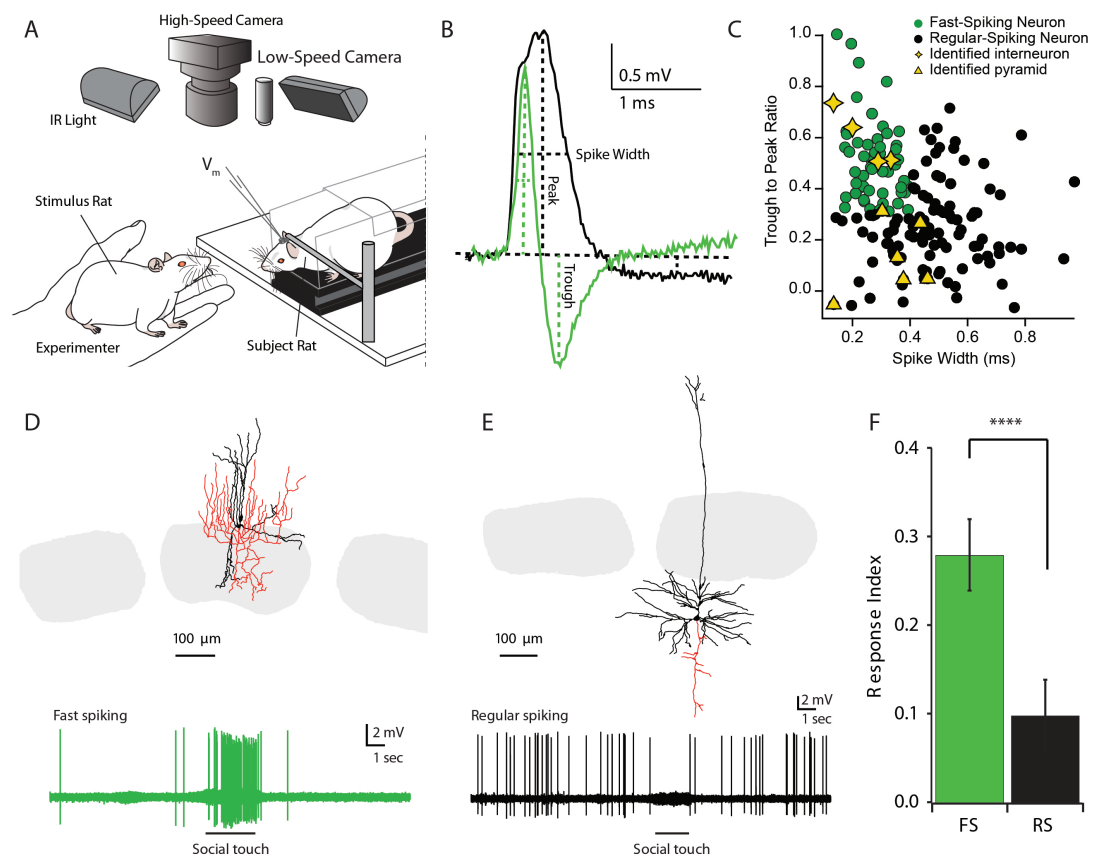 A
High-Speed Camera
Low-Speed Camera
IR Light
Vm
Stimulus Rat
Experimenter
Subject Rat
B
0.5 mV
1 ms
Spike Width
Peak
Trough
C
Fast-Spiking Neuron
Regular-Spiking Neuron
Identified interneuron
Identified pyramid
Trough to Peak Ratio
1.0
0.8
0.6
0.4
0.2
0.0
0.2 0.4 0.6 0.8
Spike Width (ms)
D
100 µm
Fast spiking
2 mV
1 sec
Social touch
E
100 µm
Regular spiking
2 mV
1 sec
Social touch
F
****
Response Index
0.4
0.3
0.2
0.1
0.0
FS RS